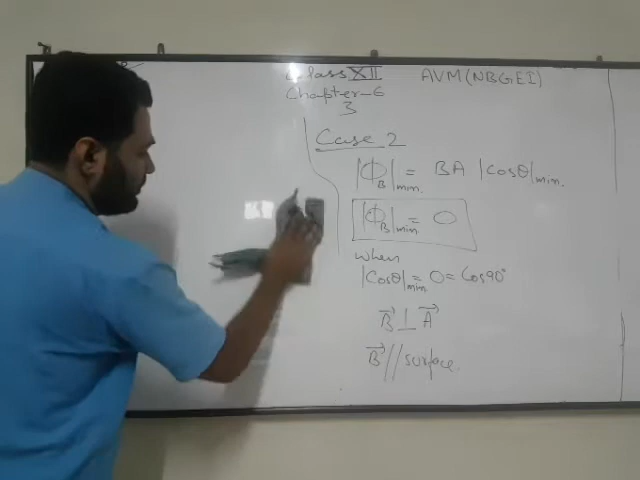 Class XII AVM(NBGEI)
Chapter-6
3
Case 2
|Φ_B|min. = BA |Cosθ|min.
|Φ_B|min = 0
when
|Cosθ|min = 0 = Cos90°
B⃗ ⊥ A⃗
B⃗ // surface.